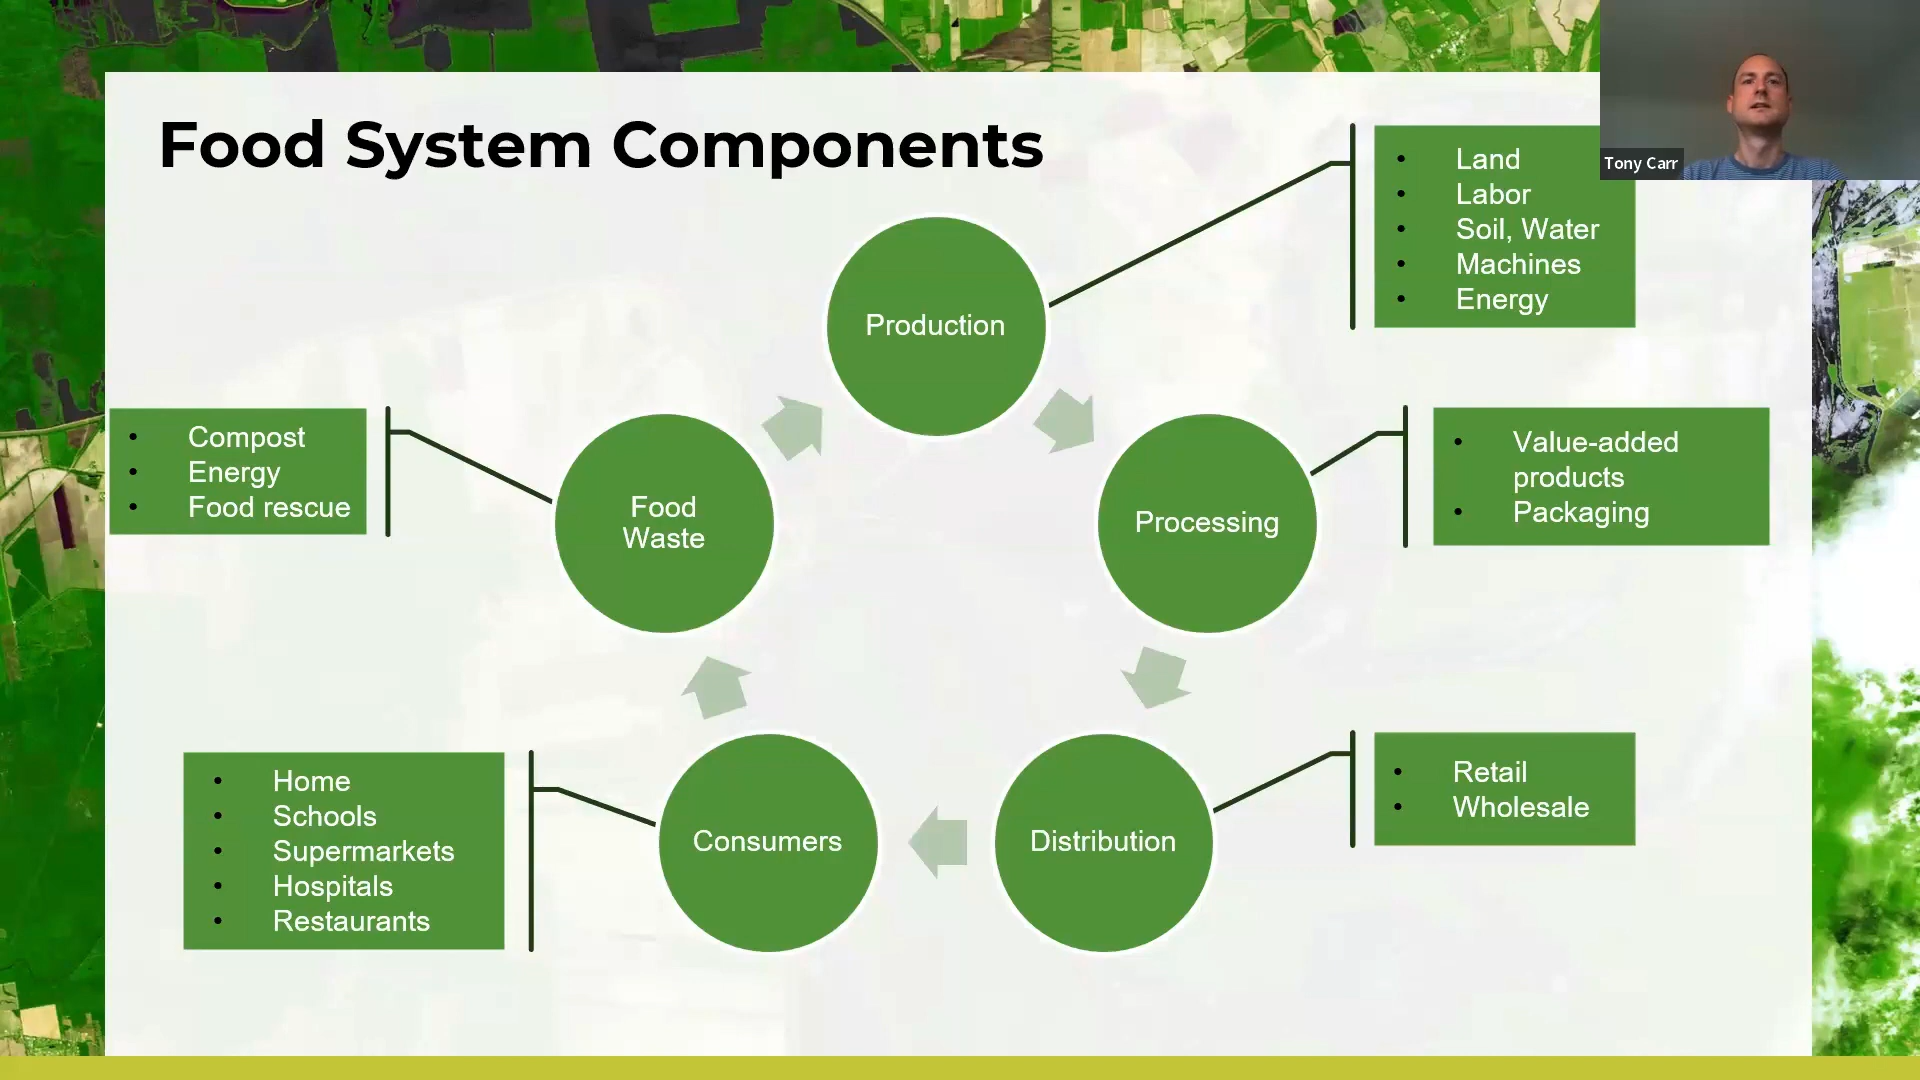 Food System Components
Tony Carr
• Land
• Labor
• Soil, Water
• Machines
• Energy
Production
• Value-added
products
• Packaging
Processing
• Retail
• Wholesale
Distribution
• Home
• Schools
• Supermarkets
• Hospitals
• Restaurants
Consumers
• Compost
• Energy
• Food rescue
Food
Waste